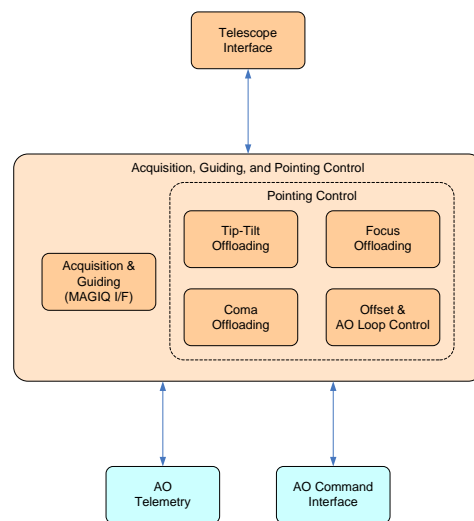 Telescope
Interface
Acquisition, Guiding, and Pointing Control
Pointing Control
Tip-Tilt
Offloading
Focus
Offloading
Acquisition &
Guiding
(MAGIQ I/F)
Coma
Offloading
Offset &
AO Loop Control
AO
Telemetry
AO Command
Interface